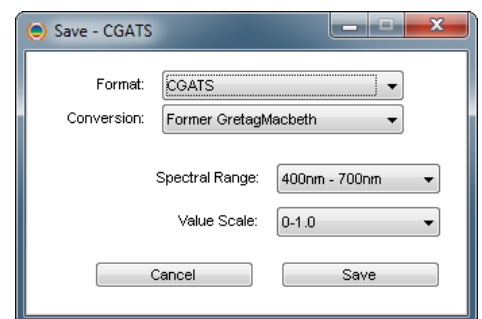 Save - CGATS
Format: CGATS
Conversion: Former GretagMacbeth
Spectral Range: 400nm - 700nm
Value Scale: 0-1.0
Cancel Save